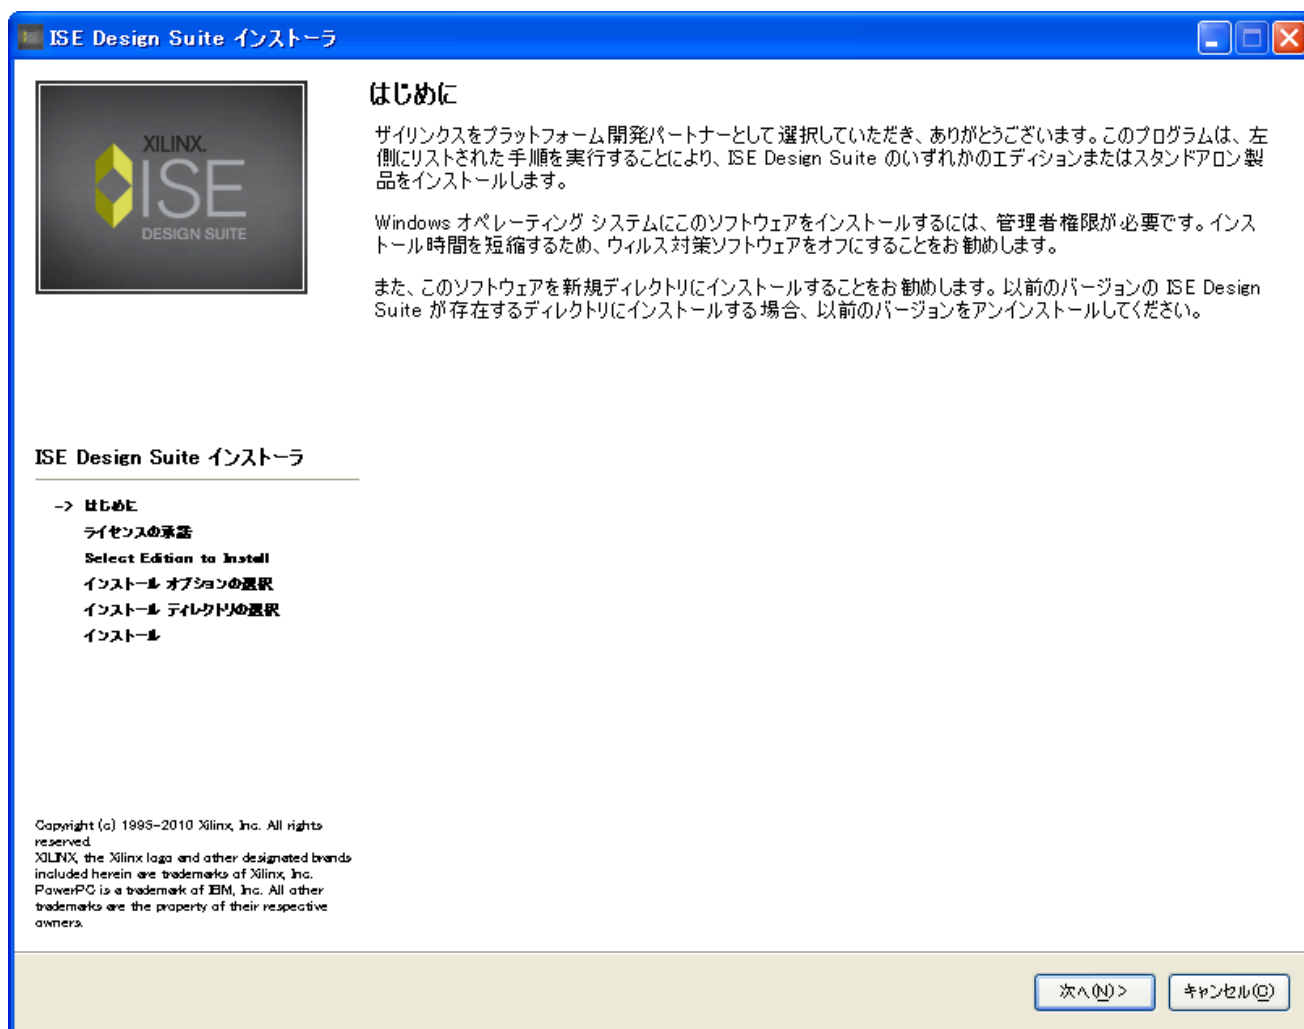 ISE Design Suite インストーラ
XILINX.
ISE
DESIGN SUITE
はじめに
ザイリンクスをプラットフォーム開発パートナーとして選択していただき、ありがとうございます。このプログラムは、左
側にリストされた手順を実行することにより、ISE Design Suite のいずれかのエディションまたはスタンドアロン製
品をインストールします。
Windows オペレーティング システムにこのソフトウェアをインストールするには、管理者権限が必要です。インス
トール時間を短縮するため、ウィルス対策ソフトウェアをオフにすることをお勧めします。
また、このソフトウェアを新規ディレクトリにインストールすることをお勧めします。以前のバージョンの ISE Design
Suite が存在するディレクトリにインストールする場合、以前のバージョンをアンインストールしてください。
ISE Design Suite インストーラ
-> はじめに
ライセンスの承諾
Select Edition to Install
インストール オプションの選択
インストール ディレクトリの選択
インストール
Copyright (c) 1995-2010 Xilinx, Inc. All rights
reserved.
XILINX, the Xilinx logo and other designated brands
included herein are trademarks of Xilinx, Inc.
PowerPC is a trademark of IBM, Inc. All other
trademarks are the property of their respective
owners.
次へ(N) >
キャンセル(C)